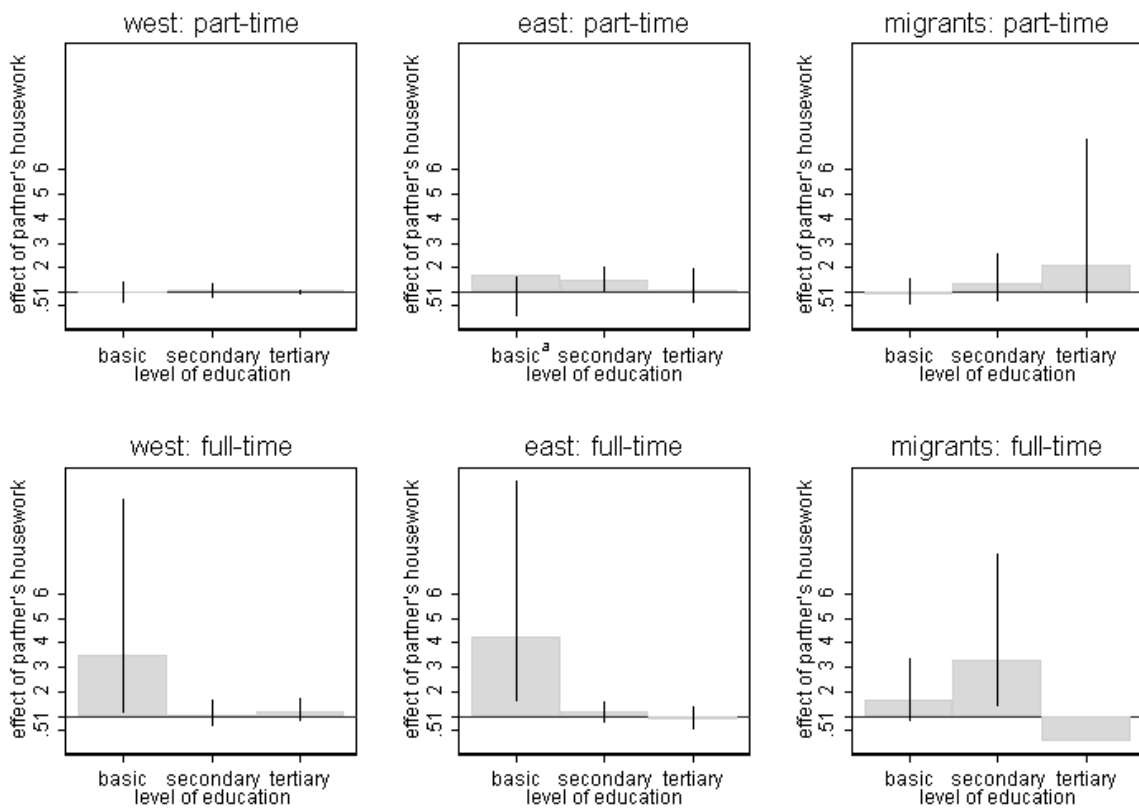 west: part-time
effect of partner's housework
.51 2 3 4 5 6
basic secondary tertiary
level of education
east: part-time
effect of partner's housework
.51 2 3 4 5 6
basicª secondary tertiary
level of education
migrants: part-time
effect of partner's housework
.51 2 3 4 5 6
basic secondary tertiary
level of education
west: full-time
effect of partner's housework
.51 2 3 4 5 6
basic secondary tertiary
level of education
east: full-time
effect of partner's housework
.51 2 3 4 5 6
basic secondary tertiary
level of education
migrants: full-time
effect of partner's housework
.51 2 3 4 5 6
basic secondary tertiary
level of education